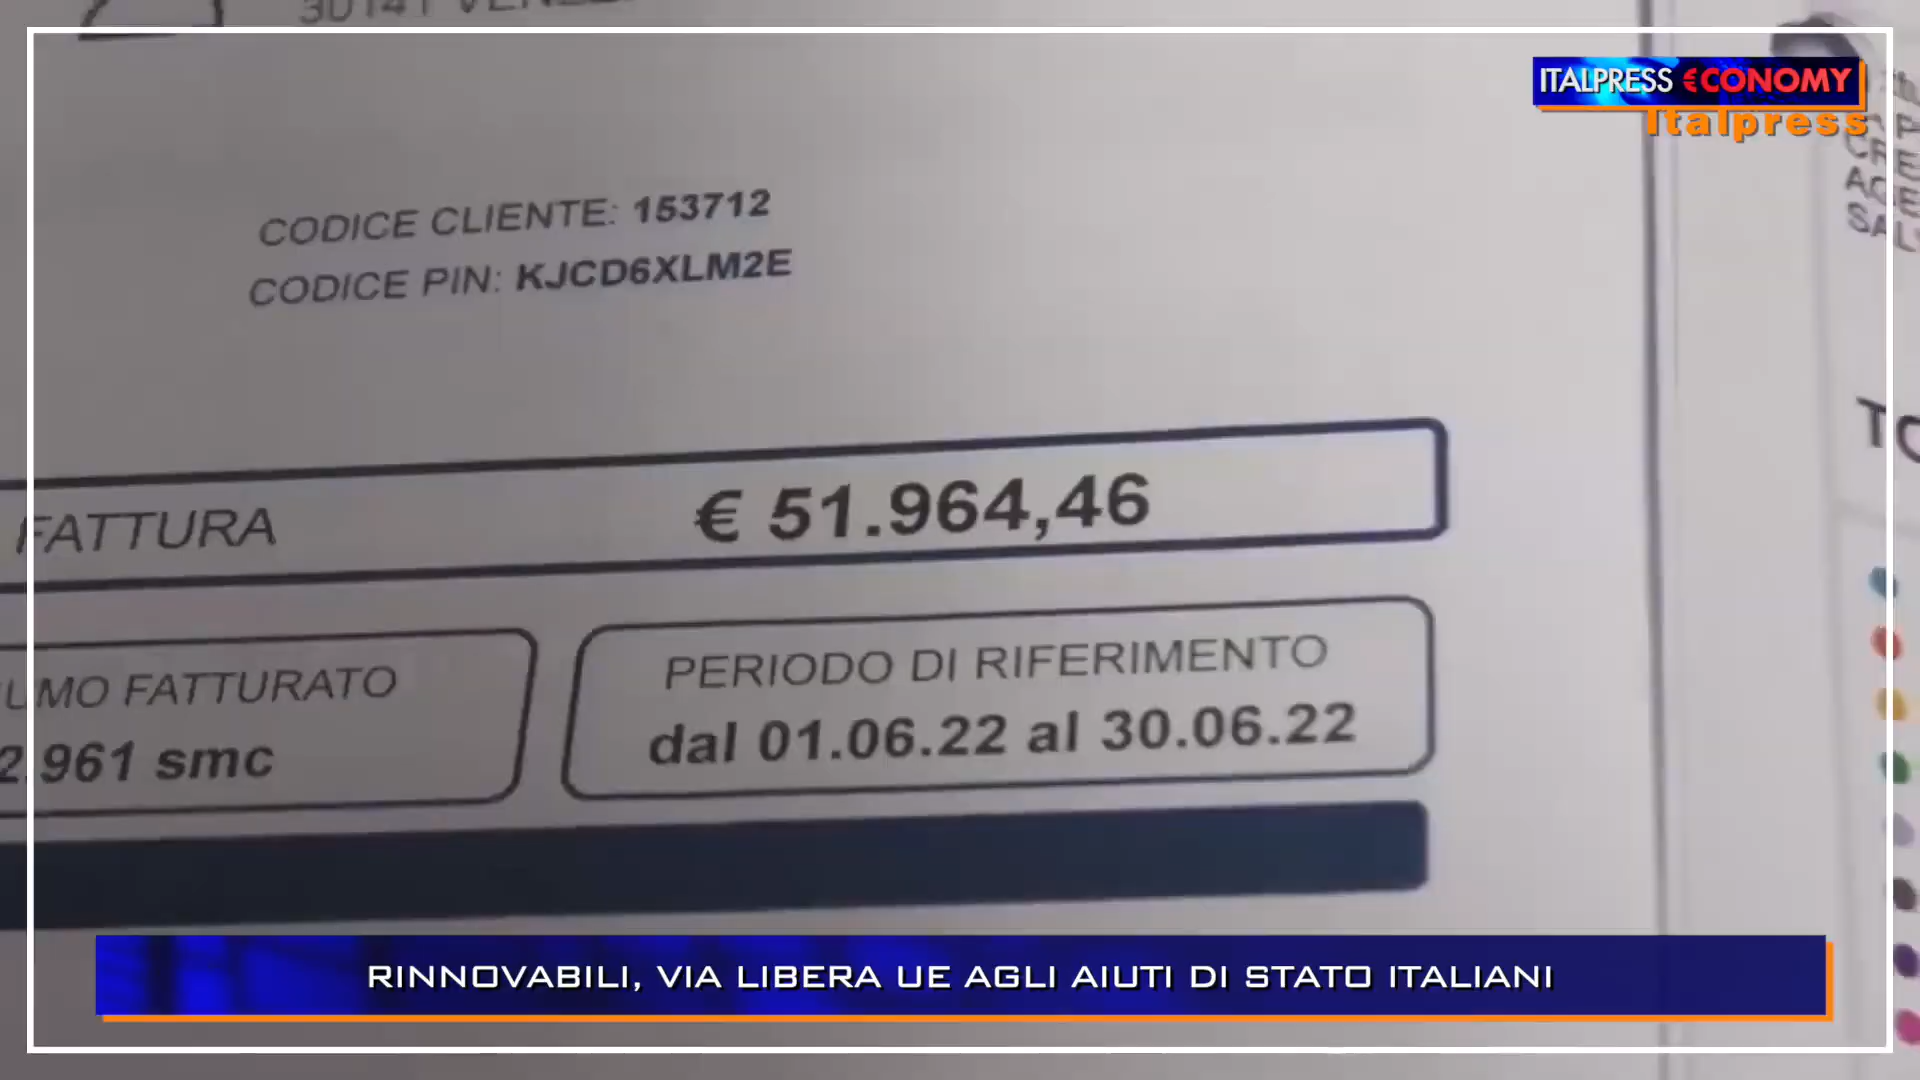 30141
ITALPRESS €CONOMY
Italpress
CODICE CLIENTE: 153712
CODICE PIN: KJCD6XLM2E
FATTURA € 51.964,46
FATTURATO
961 smc
PERIODO DI RIFERIMENTO
dal 01.06.22 al 30.06.22
RINNOVABILI, VIA LIBERA UE AGLI AIUTI DI STATO ITALIANI